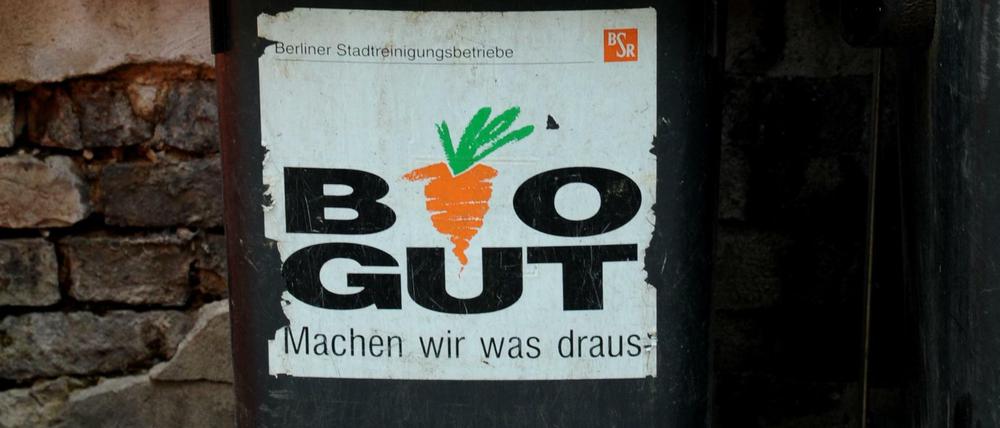 Berliner Stadtreinigungsbetriebe
BSR
BIO
GUT
Machen wir was draus.